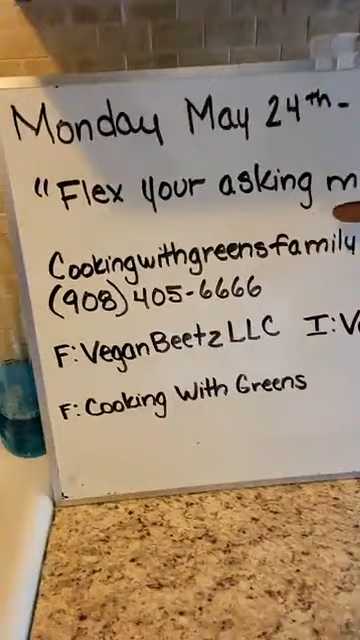 Monday May 24th-
"Flex your asking m
Cookingwithgreensfamily
(908) 405-6666
F: VeganBeetz LLC I: V
F: Cooking With Greens